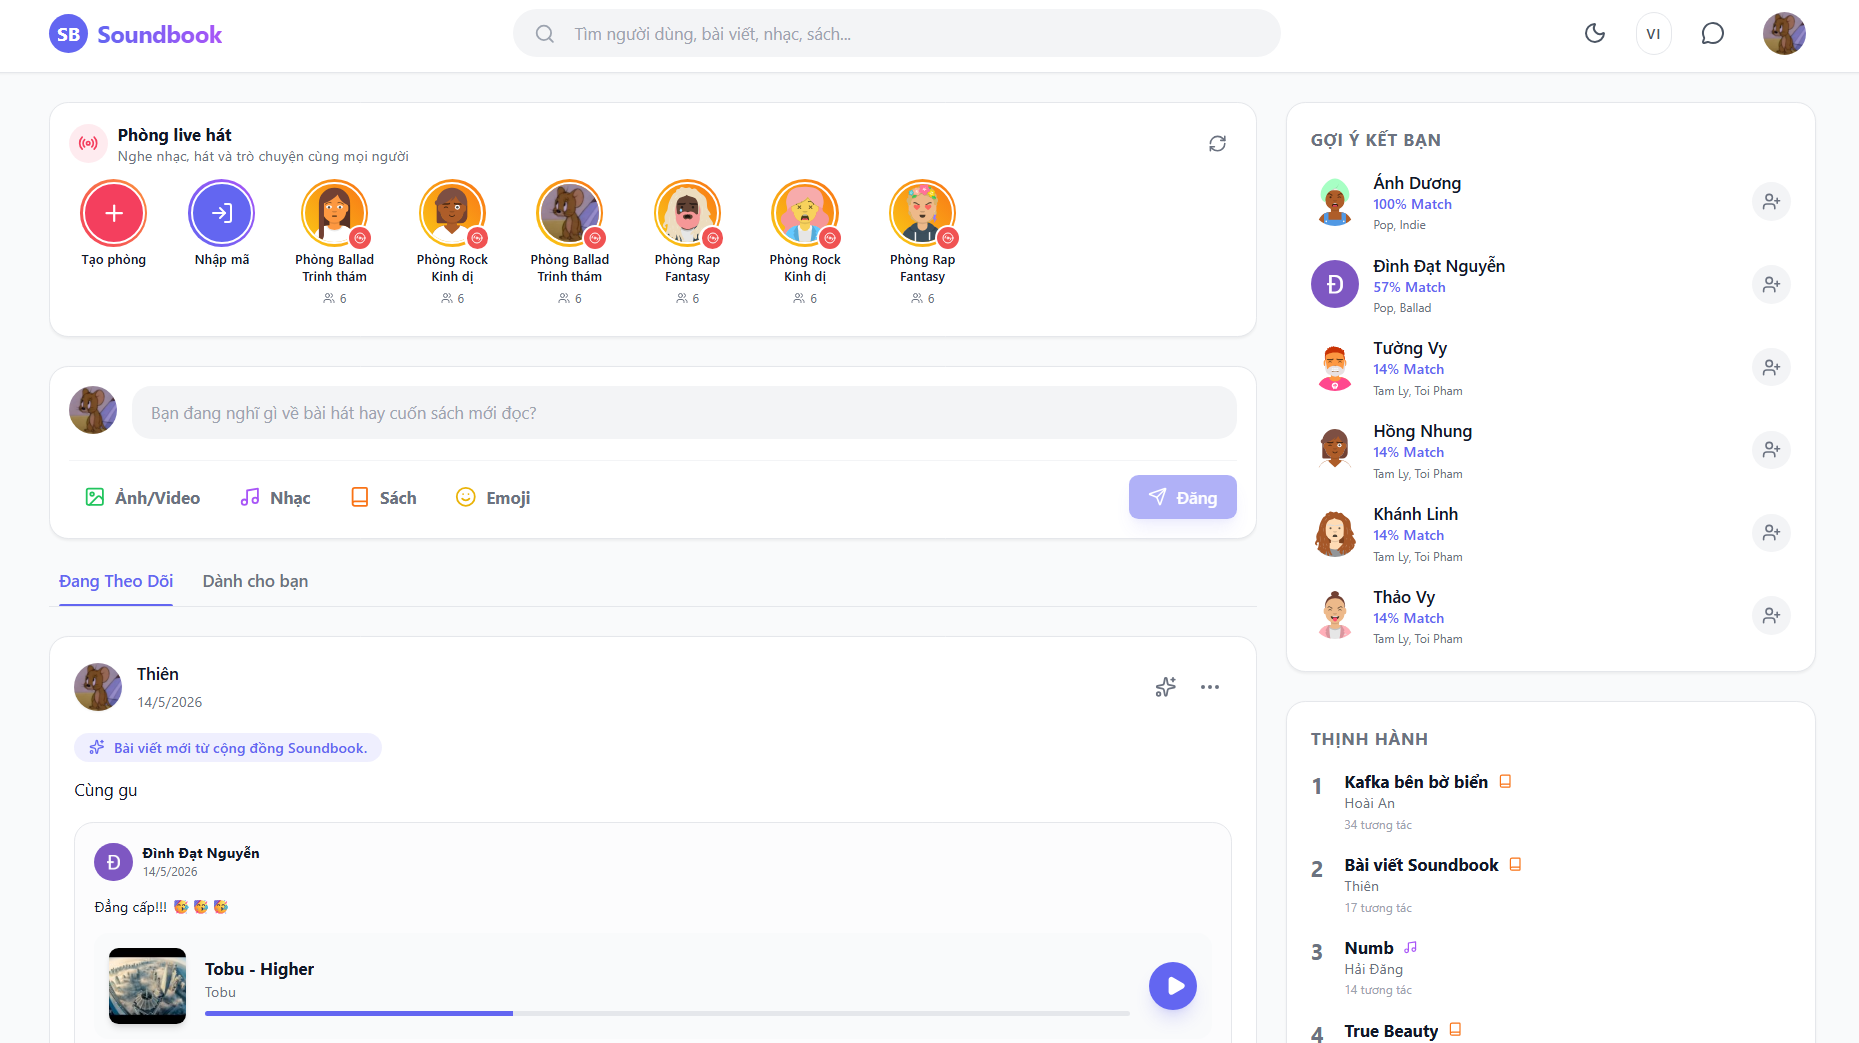 SB Soundbook
Tìm người dùng, bài viết, nhạc, sách...
VI
Phòng live hát
Nghe nhạc, hát và trò chuyện cùng mọi người
Tạo phòng
Nhập mã
Phòng Ballad
Trinh thám
6
Phòng Rock
Kinh dị
6
Phòng Ballad
Trinh thám
6
Phòng Rap
Fantasy
6
Phòng Rock
Kinh dị
6
Phòng Rap
Fantasy
6
Bạn đang nghĩ gì về bài hát hay cuốn sách mới đọc?
Ảnh/Video
Nhạc
Sách
Emoji
Đăng
Đang Theo Dõi
Dành cho bạn
Thiên
14/5/2026
Bài viết mới từ cộng đồng Soundbook.
Cùng gu
Đ
Đình Đạt Nguyễn
14/5/2026
Đẳng cấp!!! 🥳 🥳 🥳
Tobu - Higher
Tobu
GỢI Ý KẾT BẠN
Ánh Dương
100% Match
Pop, Indie
Đ
Đình Đạt Nguyễn
57% Match
Pop, Ballad
Tường Vy
14% Match
Tam Ly, Toi Pham
Hồng Nhung
14% Match
Tam Ly, Toi Pham
Khánh Linh
14% Match
Tam Ly, Toi Pham
Thảo Vy
14% Match
Tam Ly, Toi Pham
THỊNH HÀNH
1 Kafka bên bờ biển
Hoài An
34 tương tác
2 Bài viết Soundbook
Thiên
17 tương tác
3 Numb
Hải Đăng
14 tương tác
4 True Beauty